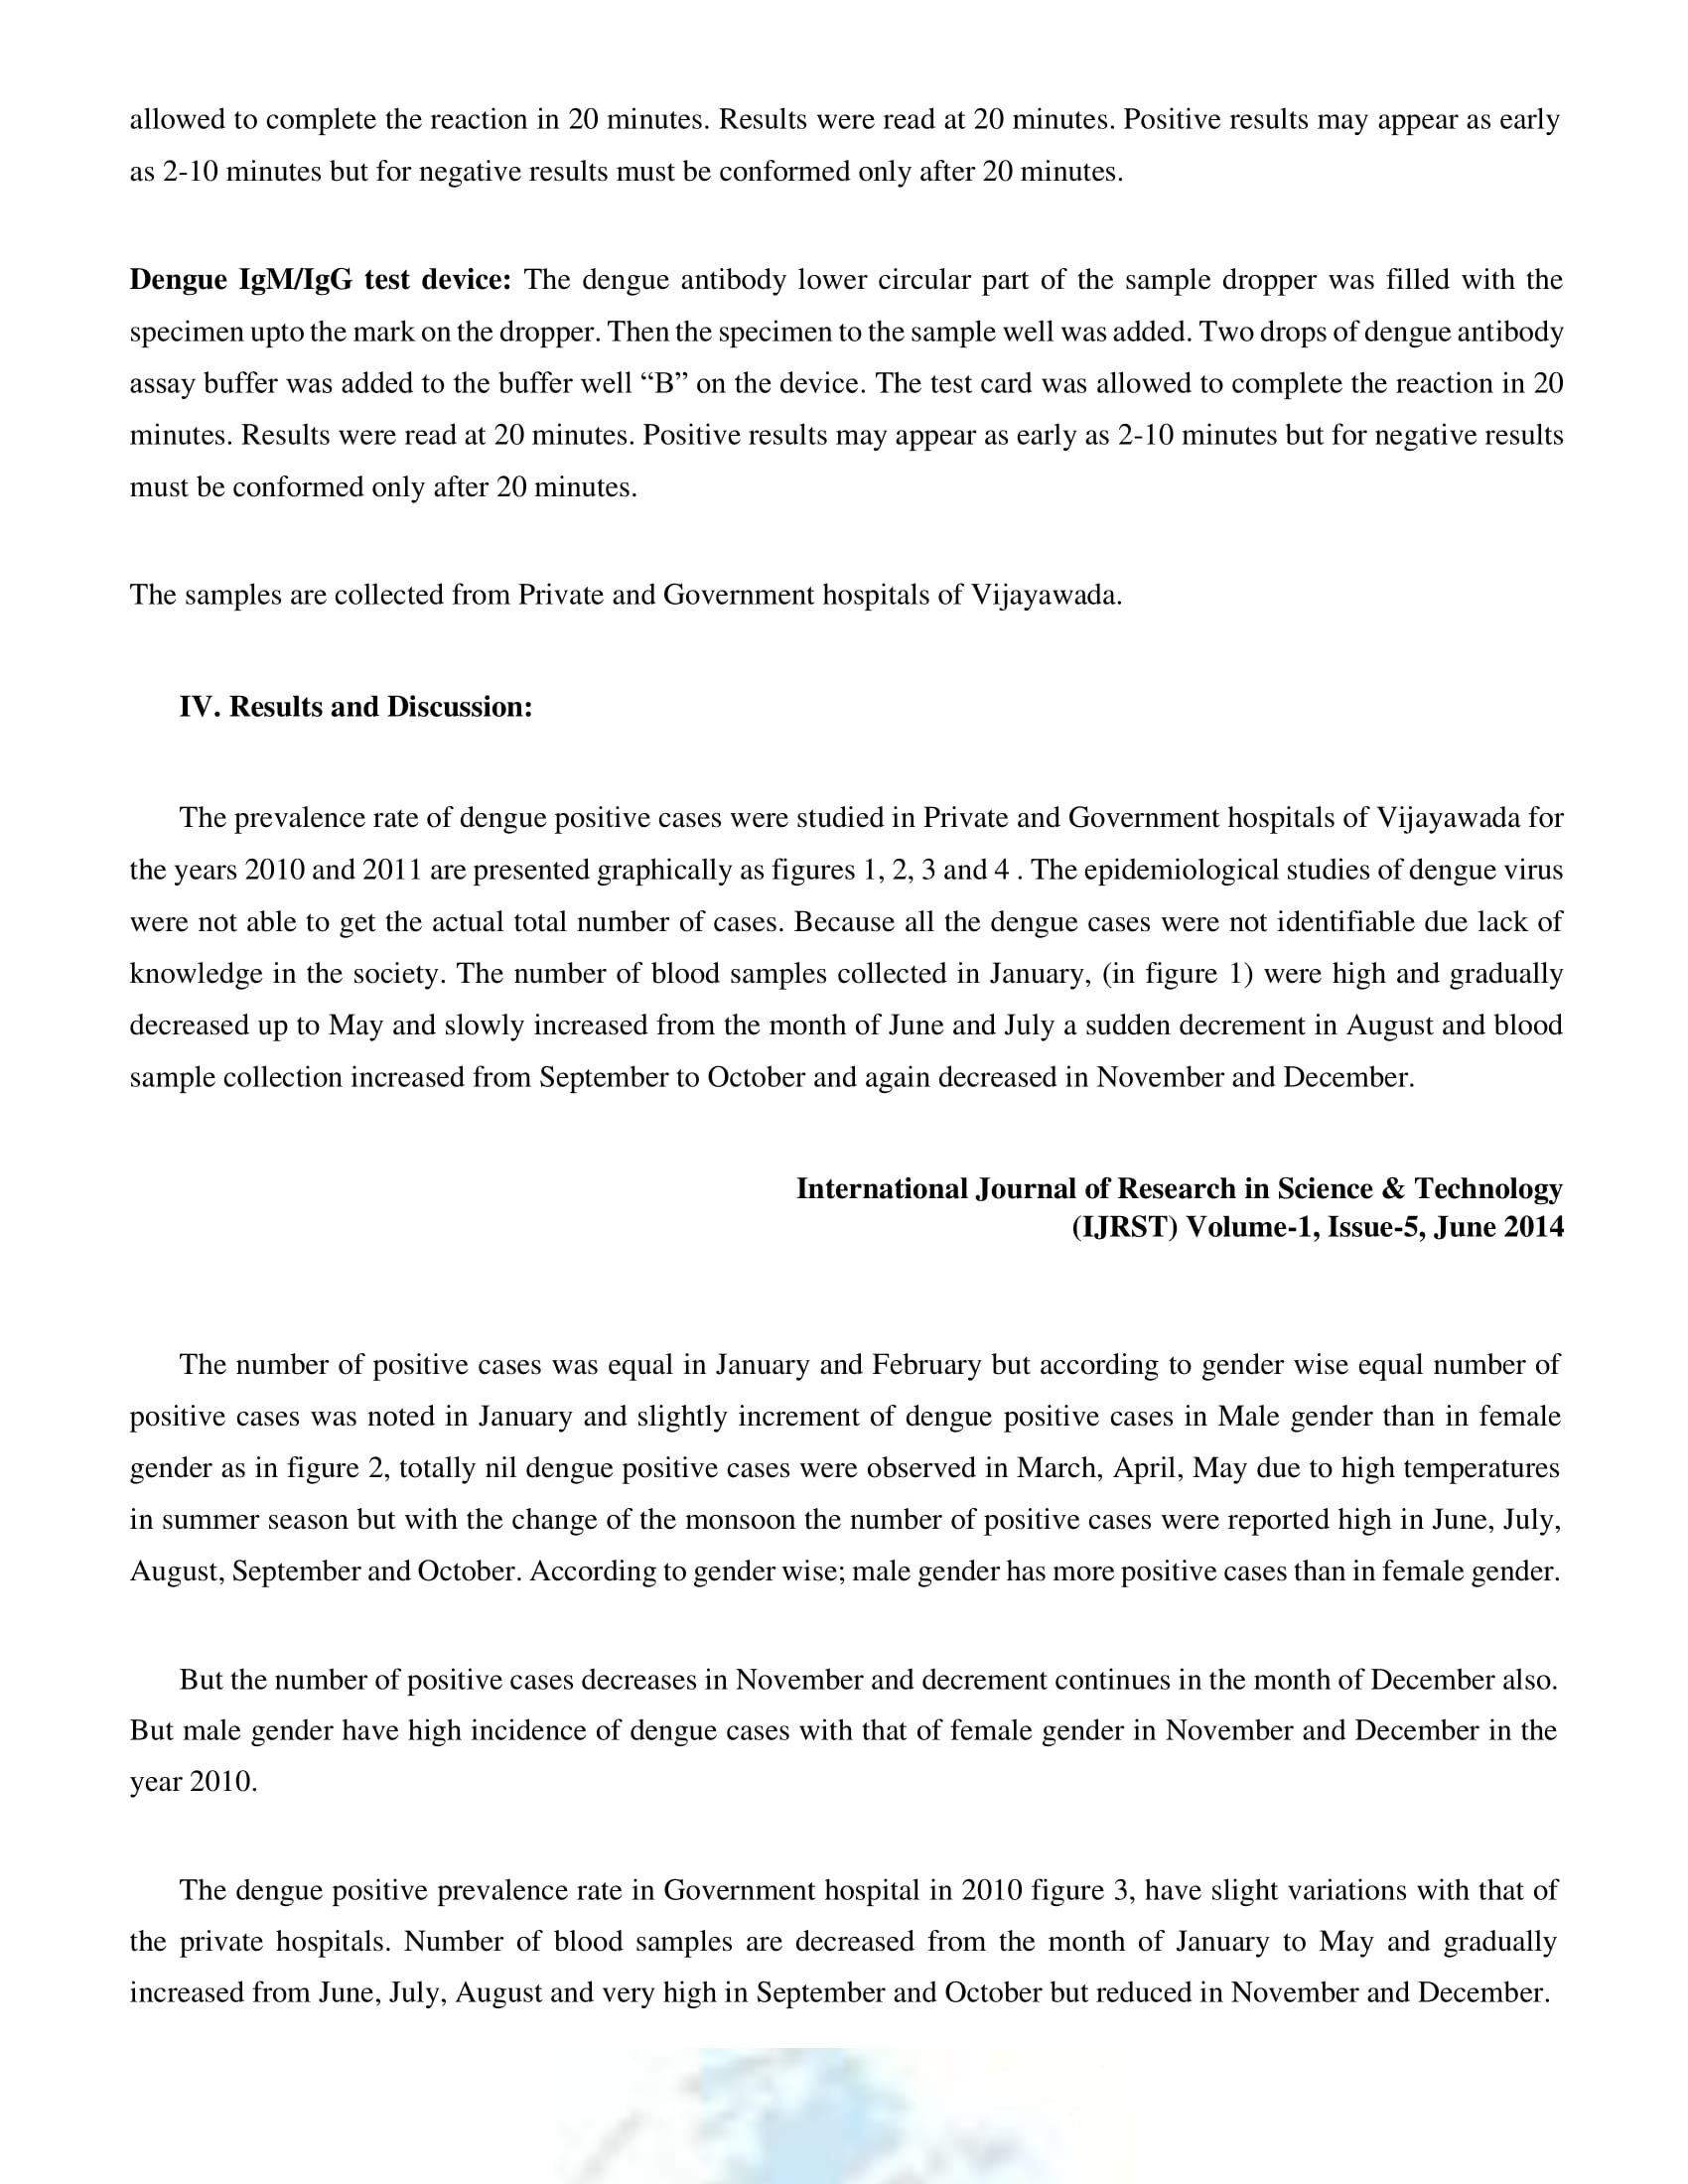 allowed to complete the reaction in 20 minutes. Results were read at 20 minutes. Positive results may appear as early
as 2-10 minutes but for negative results must be conformed only after 20 minutes.
Dengue IgM/IgG test device: The dengue antibody lower circular part of the sample dropper was filled with the
specimen upto the mark on the dropper. Then the specimen to the sample well was added. Two drops of dengue antibody
assay buffer was added to the buffer well “B” on the device. The test card was allowed to complete the reaction in 20
minutes. Results were read at 20 minutes. Positive results may appear as early as 2-10 minutes but for negative results
must be conformed only after 20 minutes.
The samples are collected from Private and Government hospitals of Vijayawada.
IV. Results and Discussion:
The prevalence rate of dengue positive cases were studied in Private and Government hospitals of Vijayawada for
the years 2010 and 2011 are presented graphically as figures 1, 2, 3 and 4 . The epidemiological studies of dengue virus
were not able to get the actual total number of cases. Because all the dengue cases were not identifiable due lack of
knowledge in the society. The number of blood samples collected in January, (in figure 1) were high and gradually
decreased up to May and slowly increased from the month of June and July a sudden decrement in August and blood
sample collection increased from September to October and again decreased in November and December.
International Journal of Research in Science & Technology
(IJRST) Volume-1, Issue-5, June 2014
The number of positive cases was equal in January and February but according to gender wise equal number of
positive cases was noted in January and slightly increment of dengue positive cases in Male gender than in female
gender as in figure 2, totally nil dengue positive cases were observed in March, April, May due to high temperatures
in summer season but with the change of the monsoon the number of positive cases were reported high in June, July,
August, September and October. According to gender wise; male gender has more positive cases than in female gender.
But the number of positive cases decreases in November and decrement continues in the month of December also.
But male gender have high incidence of dengue cases with that of female gender in November and December in the
year 2010.
The dengue positive prevalence rate in Government hospital in 2010 figure 3, have slight variations with that of
the private hospitals. Number of blood samples are decreased from the month of January to May and gradually
increased from June, July, August and very high in September and October but reduced in November and December.